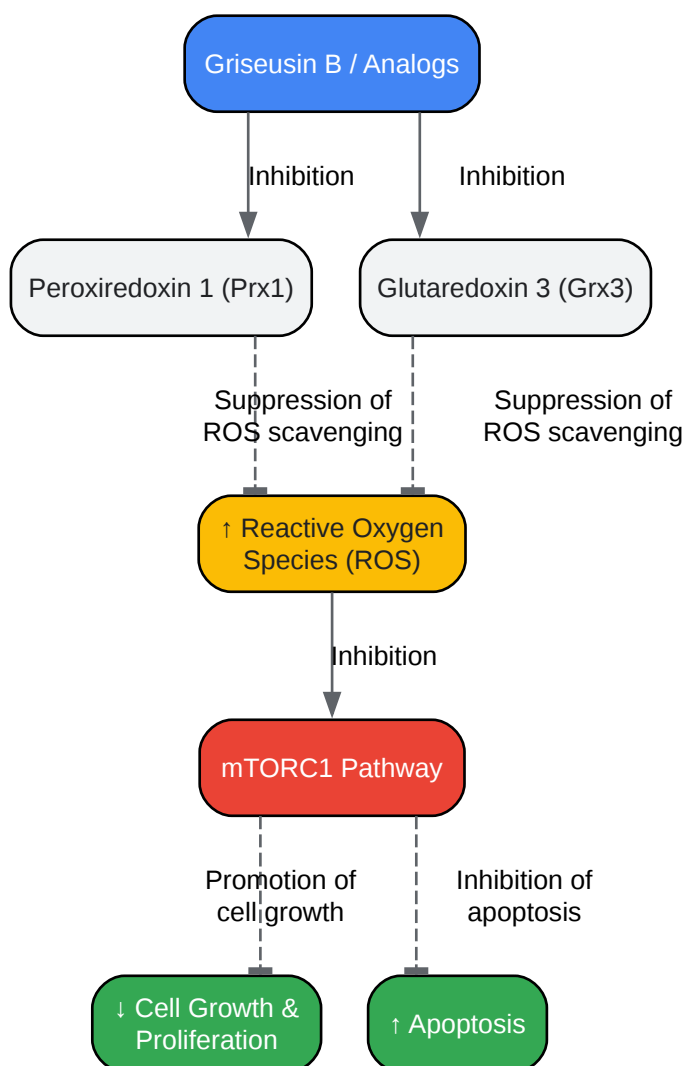 Griseusin B / Analogs
Inhibition
Inhibition
Peroxiredoxin 1 (Prx1)
Glutaredoxin 3 (Grx3)
Suppression of
ROS scavenging
Suppression of
ROS scavenging
↑ Reactive Oxygen
Species (ROS)
Inhibition
mTORC1 Pathway
Promotion of
cell growth
Inhibition of
apoptosis
↓ Cell Growth &
Proliferation
↑ Apoptosis